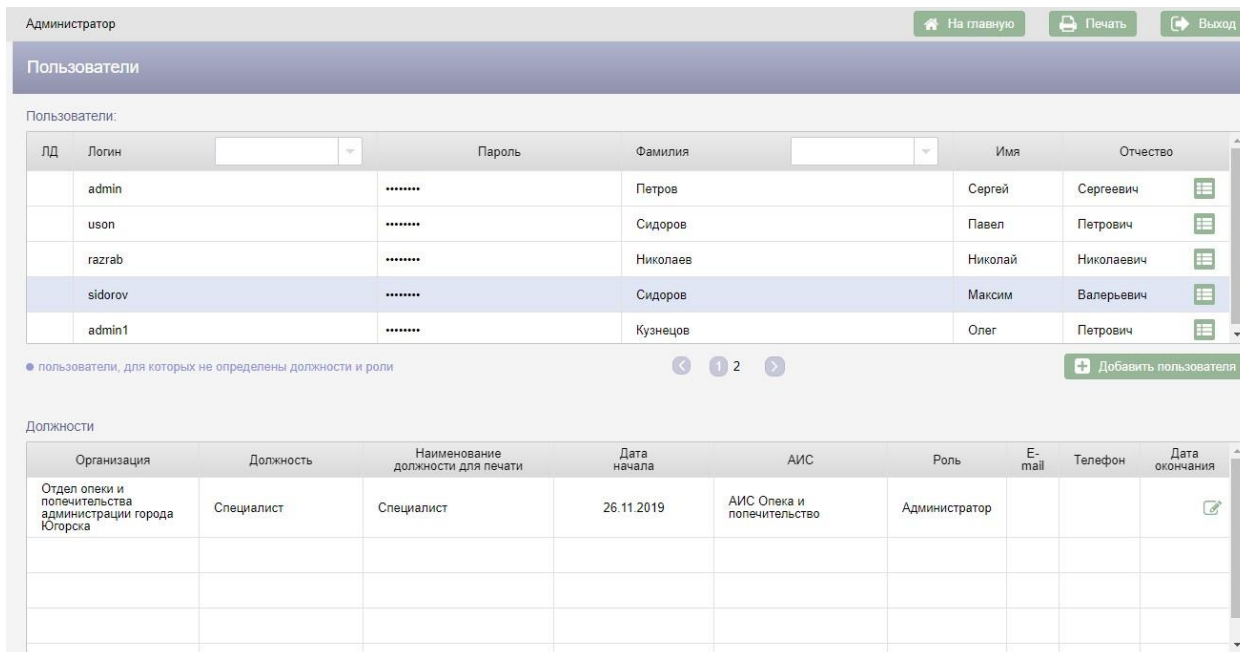 Администратор На главную Печать Выход
Пользователи
Пользователи:
ЛД Логин Пароль Фамилия Имя Отчество
admin •••••••• Петров Сергей Сергеевич
uson •••••••• Сидоров Павел Петрович
razrab •••••••• Николаев Николай Николаевич
sidorov •••••••• Сидоров Максим Валерьевич
admin1 •••••••• Кузнецов Олег Петрович
пользователи, для которых не определены должности и роли 1 2 Добавить пользователя
Должности
Организация Должность Наименование должности для печати Дата начала АИС Роль E-mail Телефон Дата окончания
Отдел опеки и
попечительства
администрации города
Югорска
Специалист Специалист 26.11.2019 АИС Опека и
попечительство
Администратор